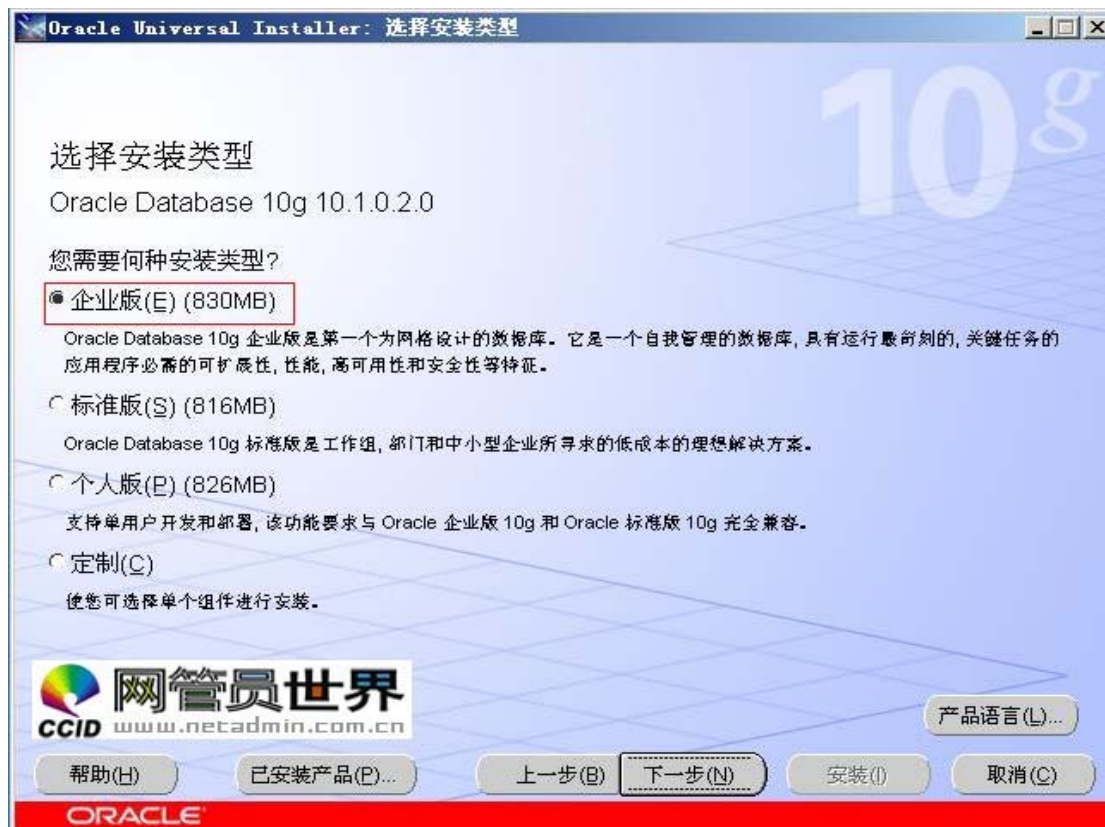 Oracle Universal Installer: 选择安装类型
10g
选择安装类型
Oracle Database 10g 10.1.0.2.0
您需要何种安装类型?
企业版(E) (830MB)
Oracle Database 10g 企业版是第一个为网格设计的数据库。它是一个自我管理的数据库, 具有运行最苛刻的, 关键任务的
应用程序必需的可扩展性, 性能, 高可用性和安全性等特征。
标准版(S) (816MB)
Oracle Database 10g 标准版是工作组, 部门和中小型企业所寻求的低成本的理想解决方案。
个人版(P) (826MB)
支持单用户开发和部署, 该功能要求与 Oracle 企业版 10g 和 Oracle 标准版 10g 完全兼容。
定制(C)
使您可选择单个组件进行安装。
网管员世界
CCID www.netadmin.com.cn
产品语言(L)...
帮助(H) 已安装产品(P)... 上一步(B) 下一步(N) 安装(I) 取消(C)
ORACLE